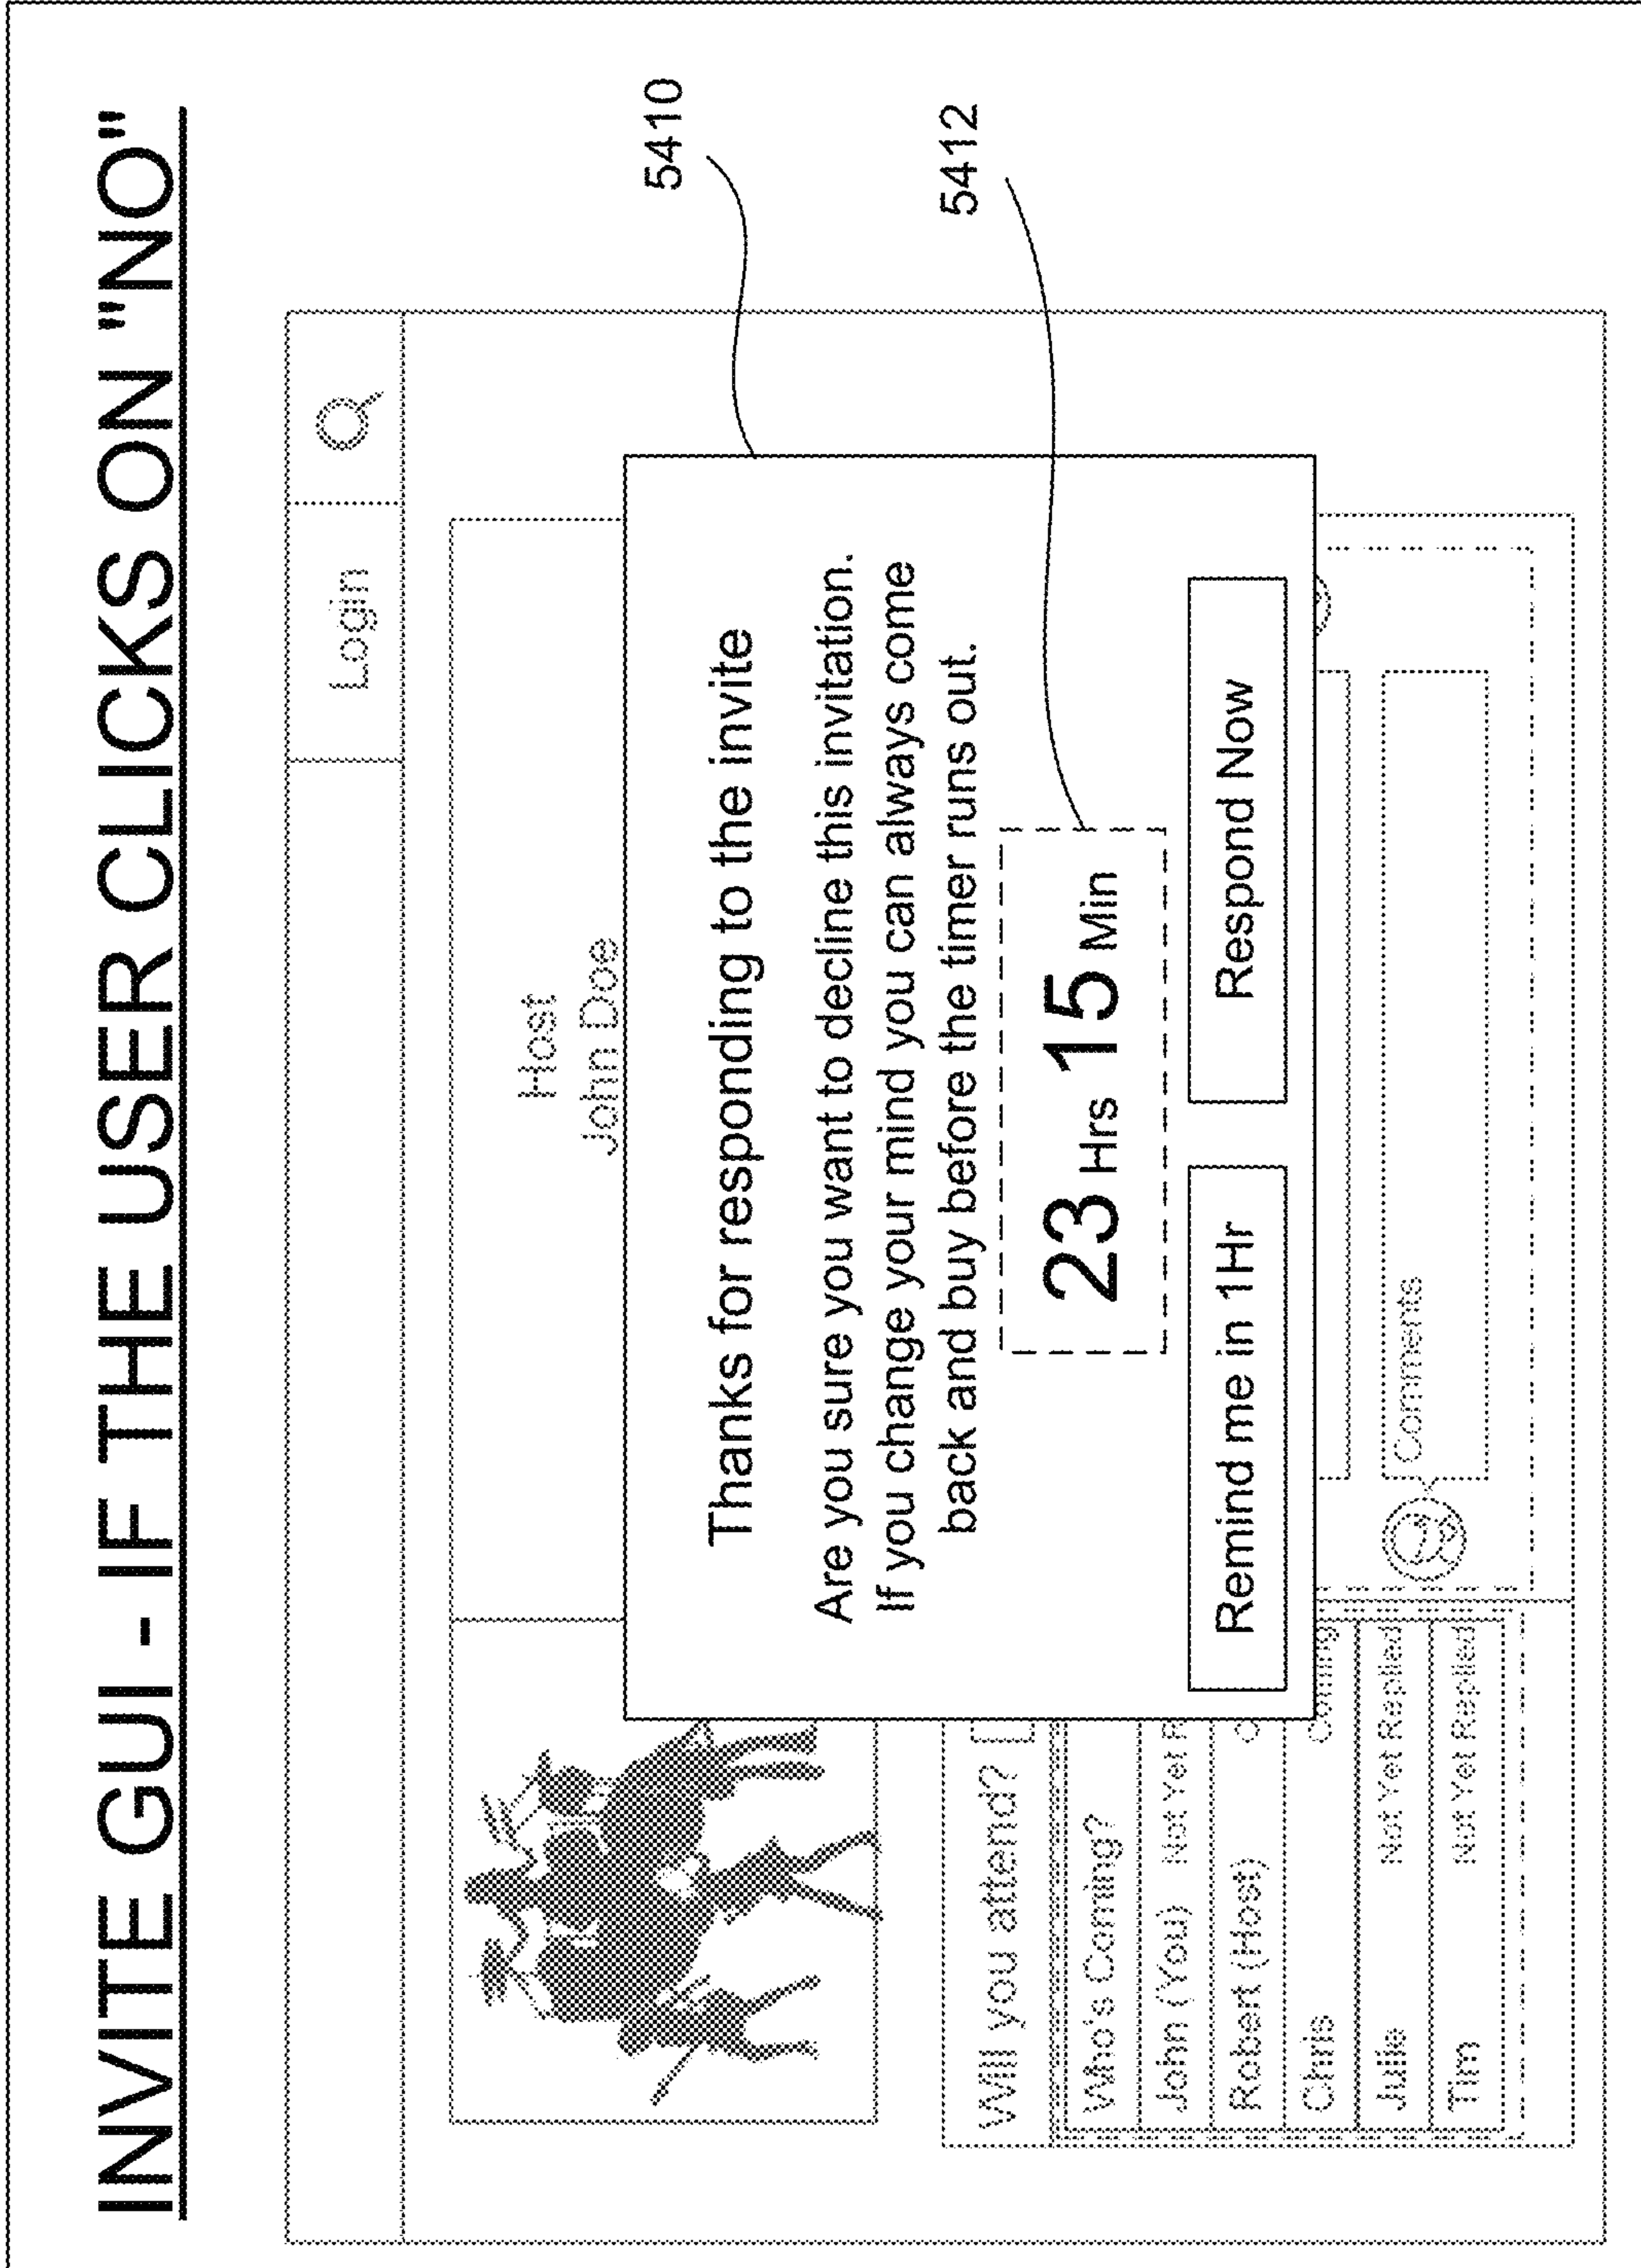 INVITE GUI - IF THE USER CLICKS ON "NO"
Login
Host
John Doe
5410
Thanks for responding to the invite
Are you sure you want to decline this invitation.
If you change your mind you can always come
back and buy before the timer runs out.
5412
23 Hrs 15 Min
Remind me in 1Hr
Respond Now
Will you attend?
Who's Coming?
John (You) Not Yet R
Robert (Host)
Chris
Julie Not Yet Replied
Tim Not Yet Replied
Comments